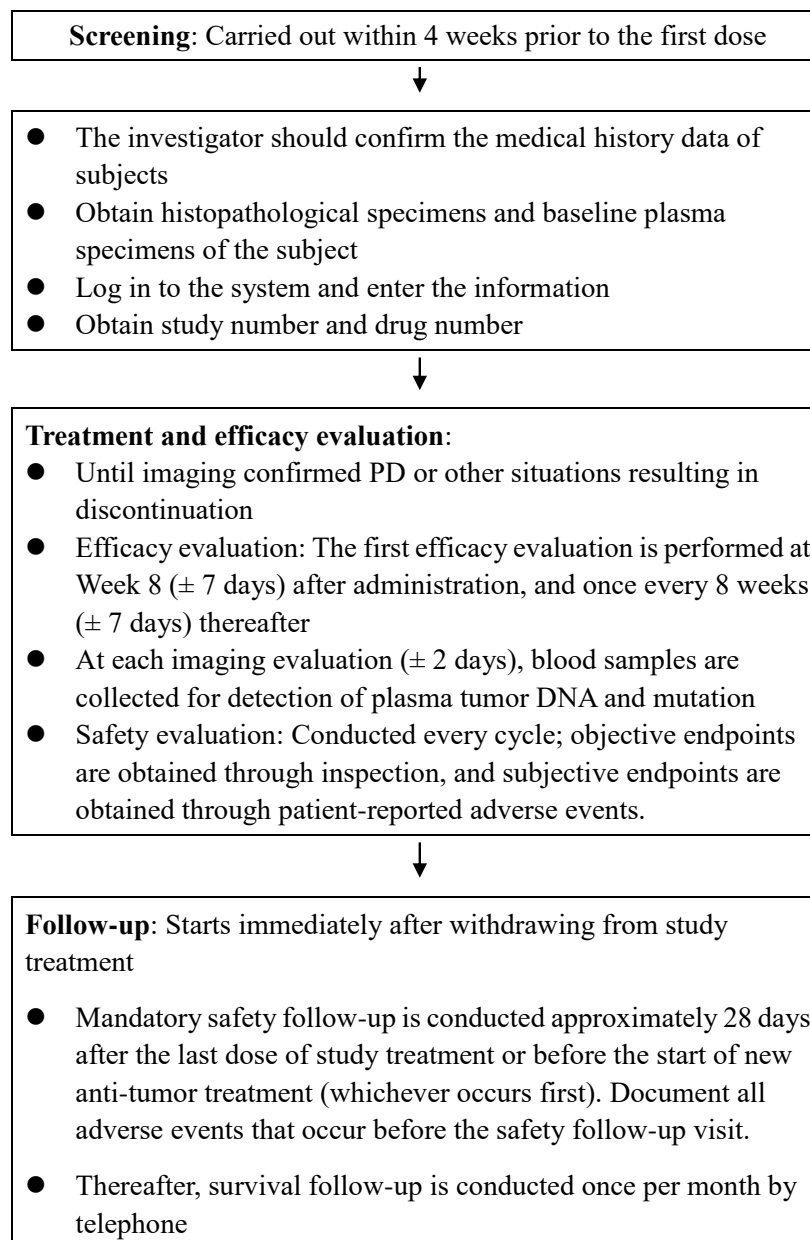 Screening: Carried out within 4 weeks prior to the first dose
● The investigator should confirm the medical history data of
subjects
● Obtain histopathological specimens and baseline plasma
specimens of the subject
● Log in to the system and enter the information
● Obtain study number and drug number
Treatment and efficacy evaluation:
● Until imaging confirmed PD or other situations resulting in
discontinuation
● Efficacy evaluation: The first efficacy evaluation is performed at
Week 8 (± 7 days) after administration, and once every 8 weeks
(± 7 days) thereafter
● At each imaging evaluation (± 2 days), blood samples are
collected for detection of plasma tumor DNA and mutation
● Safety evaluation: Conducted every cycle; objective endpoints
are obtained through inspection, and subjective endpoints are
obtained through patient-reported adverse events.
Follow-up: Starts immediately after withdrawing from study
treatment
● Mandatory safety follow-up is conducted approximately 28 days
after the last dose of study treatment or before the start of new
anti-tumor treatment (whichever occurs first). Document all
adverse events that occur before the safety follow-up visit.
● Thereafter, survival follow-up is conducted once per month by
telephone